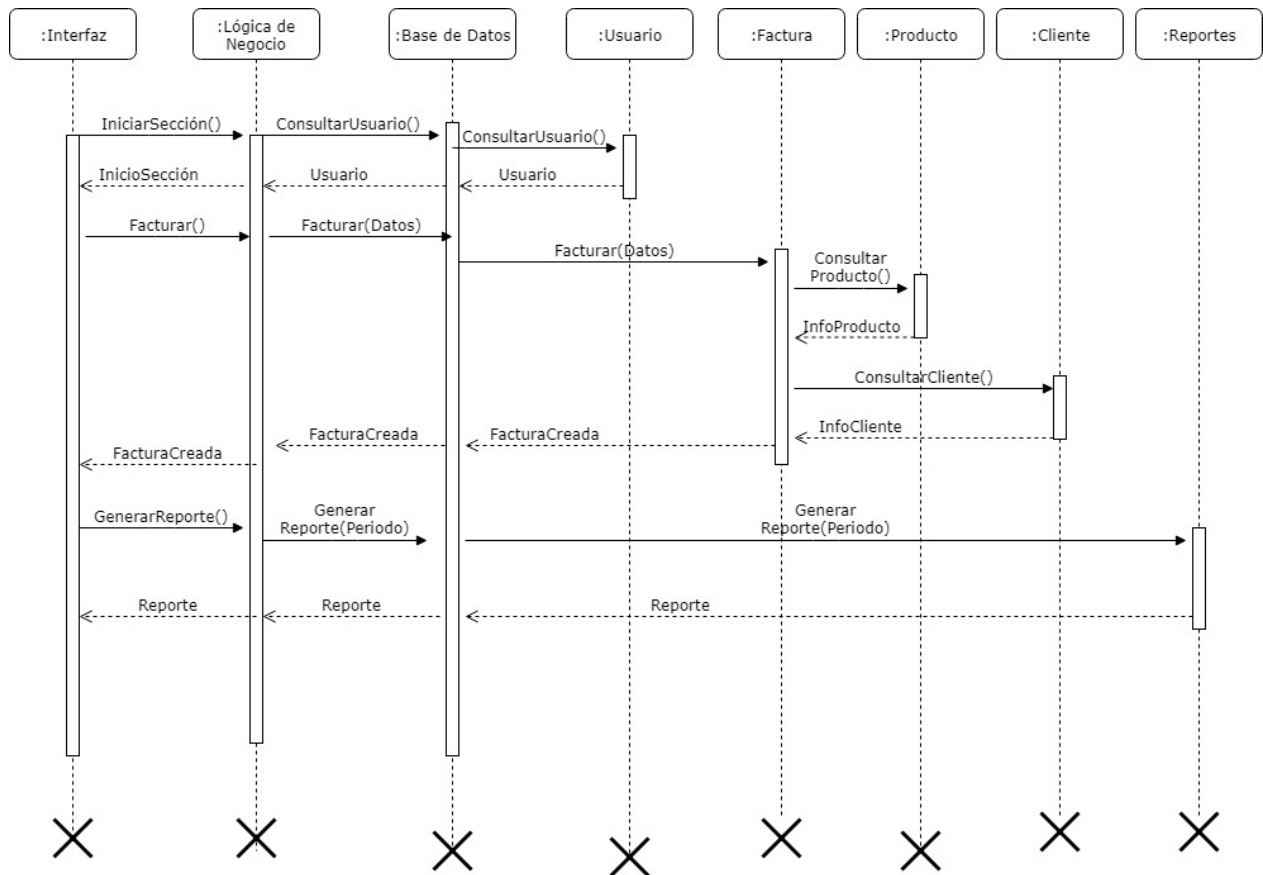 :Interfaz
:Lógica de
Negocio
:Base de Datos
:Usuario
:Factura
:Producto
:Cliente
:Reportes
IniciarSección()
ConsultarUsuario()
ConsultarUsuario()
InicioSección
Usuario
Usuario
Facturar()
Facturar(Datos)
Facturar(Datos)
Consultar
Producto()
InfoProducto
ConsultarCliente()
InfoCliente
FacturaCreada
FacturaCreada
FacturaCreada
GenerarReporte()
Generar
Reporte(Periodo)
Generar
Reporte(Periodo)
Reporte
Reporte
Reporte